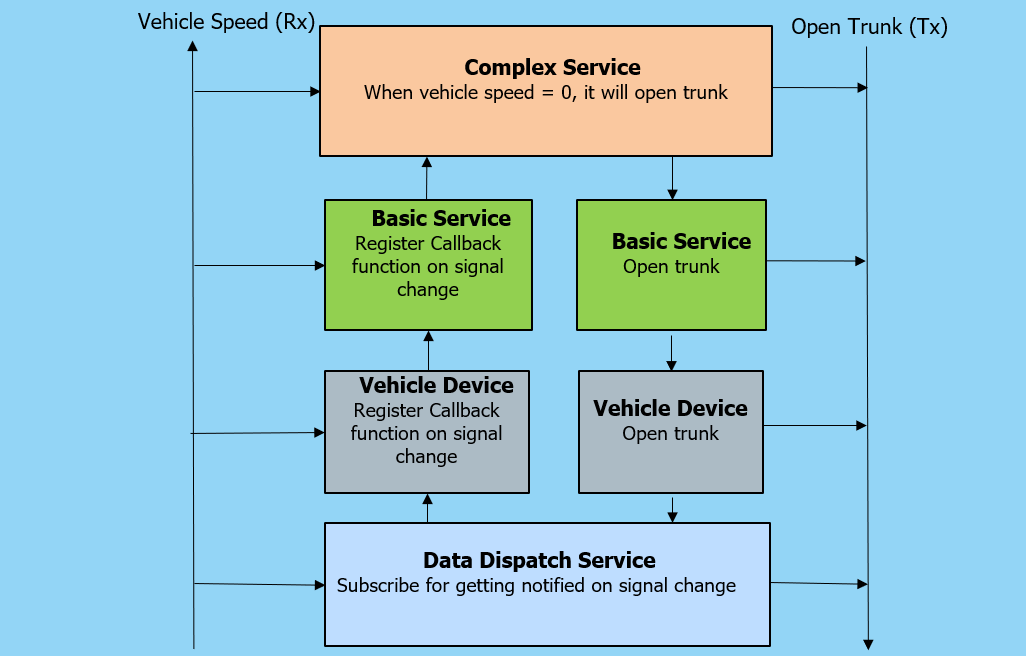 Vehicle Speed (Rx)
Open Trunk (Tx)
Complex Service
When vehicle speed = 0, it will open trunk
Basic Service
Register Callback
function on signal
change
Basic Service
Open trunk
Vehicle Device
Register Callback
function on signal
change
Vehicle Device
Open trunk
Data Dispatch Service
Subscribe for getting notified on signal change